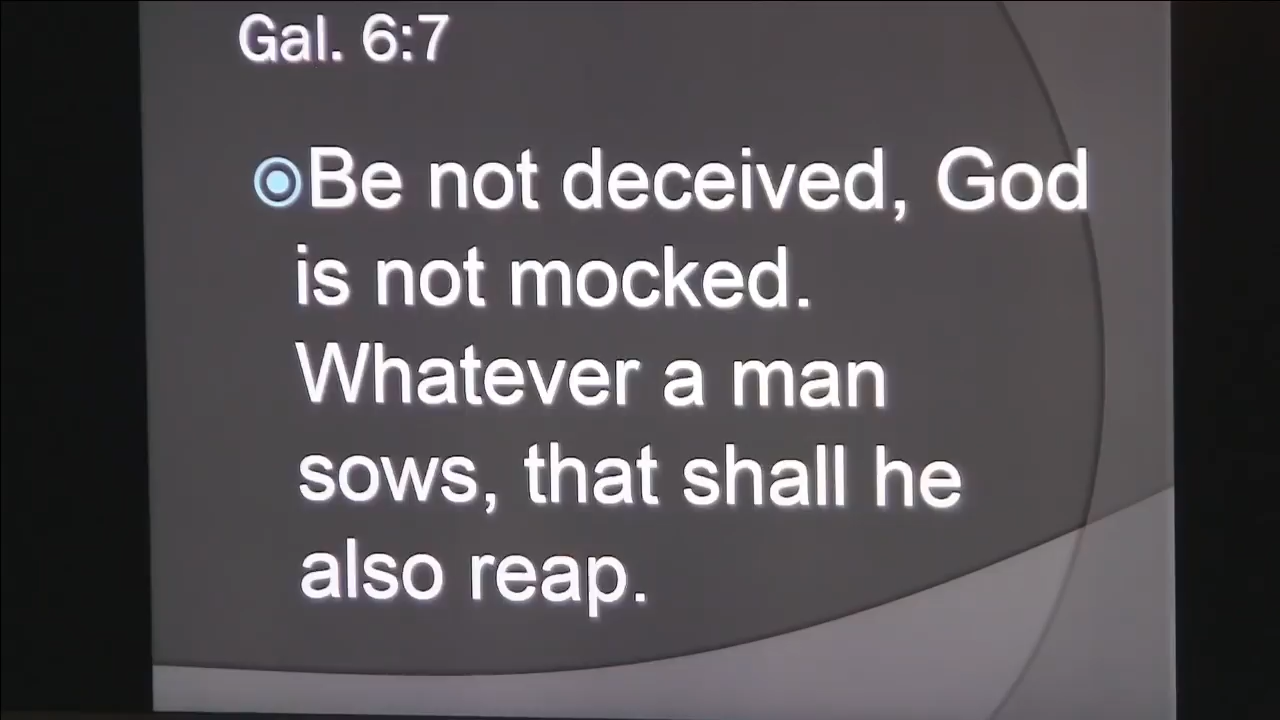 Gal. 6:7
Be not deceived, God
is not mocked.
Whatever a man
sows, that shall he
also reap.